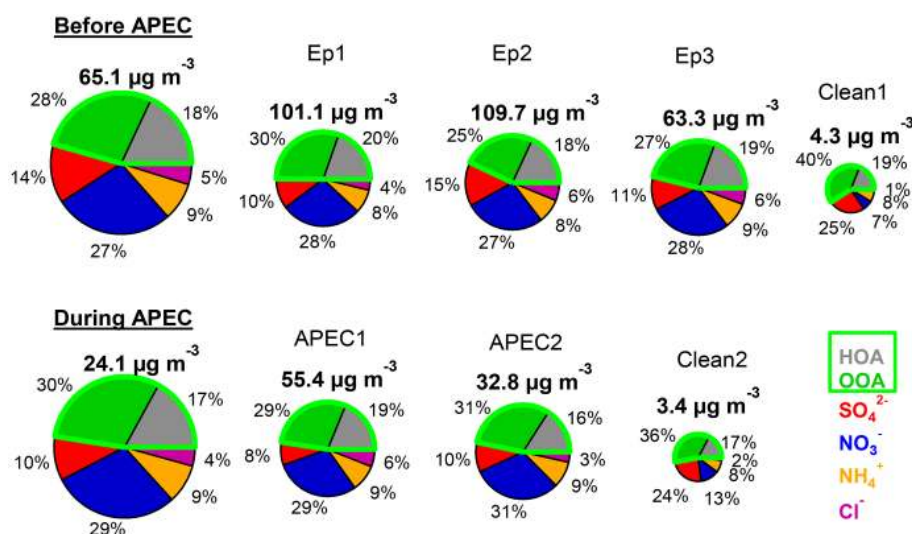 Before APEC
65.1 µg m⁻³
28%
18%
14%
5%
9%
27%
Ep1
101.1 µg m⁻³
30%
20%
10%
4%
8%
28%
Ep2
109.7 µg m⁻³
25%
18%
15%
6%
8%
27%
Ep3
63.3 µg m⁻³
27%
19%
11%
6%
9%
28%
Clean1
4.3 µg m⁻³
40%
19%
1%
8%
7%
25%
During APEC
24.1 µg m⁻³
30%
17%
10%
4%
9%
29%
APEC1
55.4 µg m⁻³
29%
19%
8%
6%
9%
29%
APEC2
32.8 µg m⁻³
31%
16%
10%
3%
9%
31%
Clean2
3.4 µg m⁻³
36%
17%
2%
8%
24%
13%
HOA
OOA
SO₄²⁻
NO₃⁻
NH₄⁺
Cl⁻